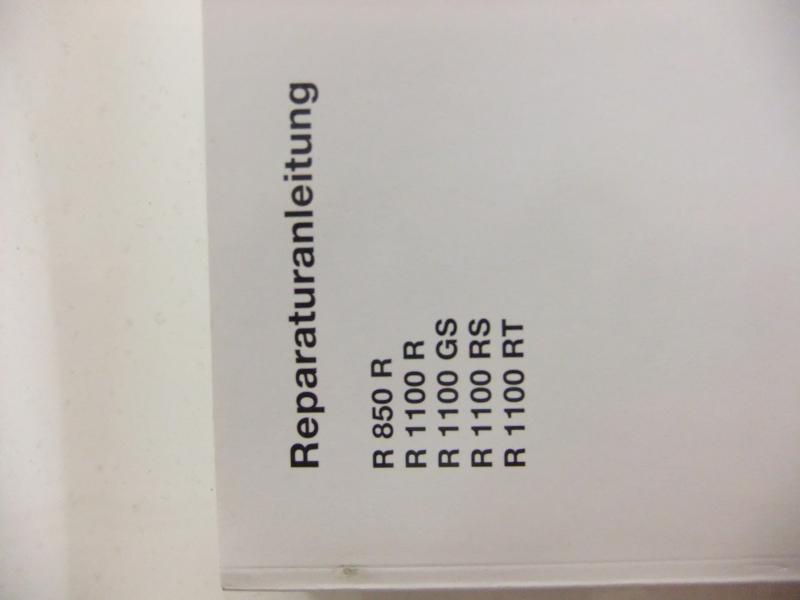 Reparaturanleitung
R 850 R
R 1100 R
R 1100 GS
R 1100 RS
R 1100 RT